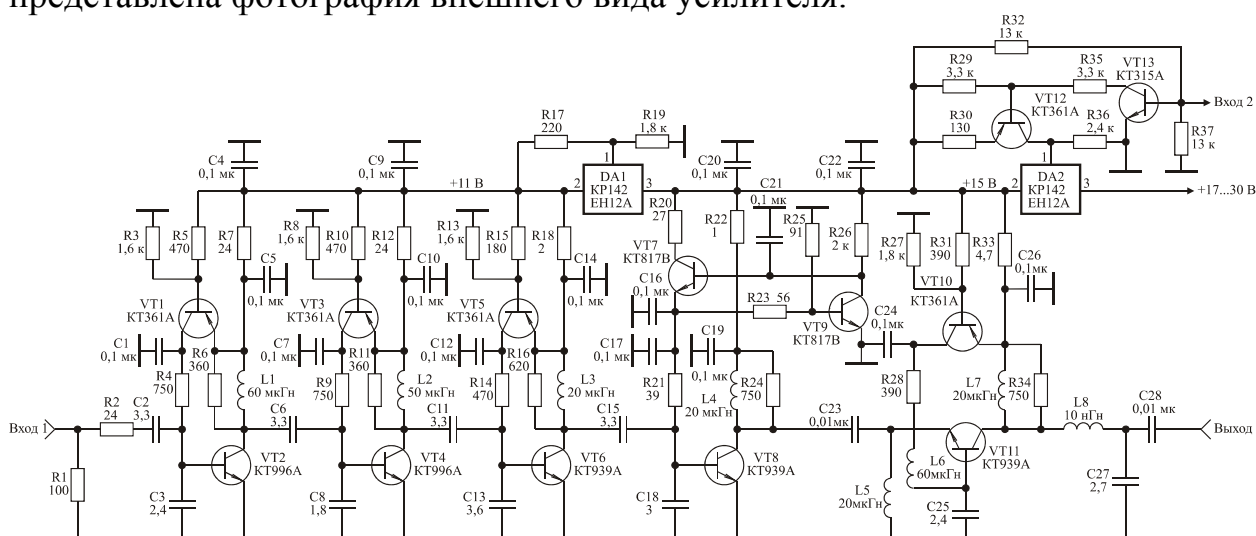 представлена фотография внешнего вида усилителя.
R32
13 к
R29
3,3 к
R35
3,3 к
VT13
КТ315А
Вход 2
VT12
КТ361А
R30
130
R36
2,4 к
R37
13 к
R17
220
R19
1,8 к
C4
0,1 мк
C9
0,1 мк
C20
0,1 мк
C22
0,1 мк
1
DA1
КР142
ЕН12А
2
3
1
DA2
КР142
ЕН12А
2
3
+11 В
+15 В
+17...30 В
C21
0,1 мк
R3
1,6 к
R5
470
R7
24
R8
1,6 к
R10
470
R12
24
R13
1,6 к
R15
180
R18
2
R20
27
R22
1
R25
91
R26
2 к
R27
1,8 к
R31
390
R33
4,7
C26
0,1мк
C5
0,1 мк
C10
0,1 мк
C14
0,1 мк
VT7
КТ817В
C16
0,1 мк
VT10
КТ361А
VT1
КТ361А
VT3
КТ361А
VT5
КТ361А
R23 56
VT9
КТ817В
C24
0,1мк
C1
0,1 мк
R6
360
C7
0,1 мк
R11
360
C12
0,1 мк
R16
620
C17
0,1 мк
C19
0,1 мк
R4
750
L1
60 мкГн
R9
750
L2
50 мкГн
R14
470
L3
20 мкГн
R21
39
L4
20 мкГн
R24
750
R28
390
L7
20мкГн
R34
750
L8
10 нГн
C28
0,01 мк
Вход 1
R2
24
C2
3,3
C6
3,3
C11
3,3
C15
3,3
C23
0,01мк
Выход
R1
100
VT2
КТ996А
VT4
КТ996А
VT6
КТ939А
VT8
КТ939А
VT11
КТ939А
L6
60мкГн
L5
20мкГн
C3
2,4
C8
1,8
C13
3,6
C18
3
C25
2,4
C27
2,7